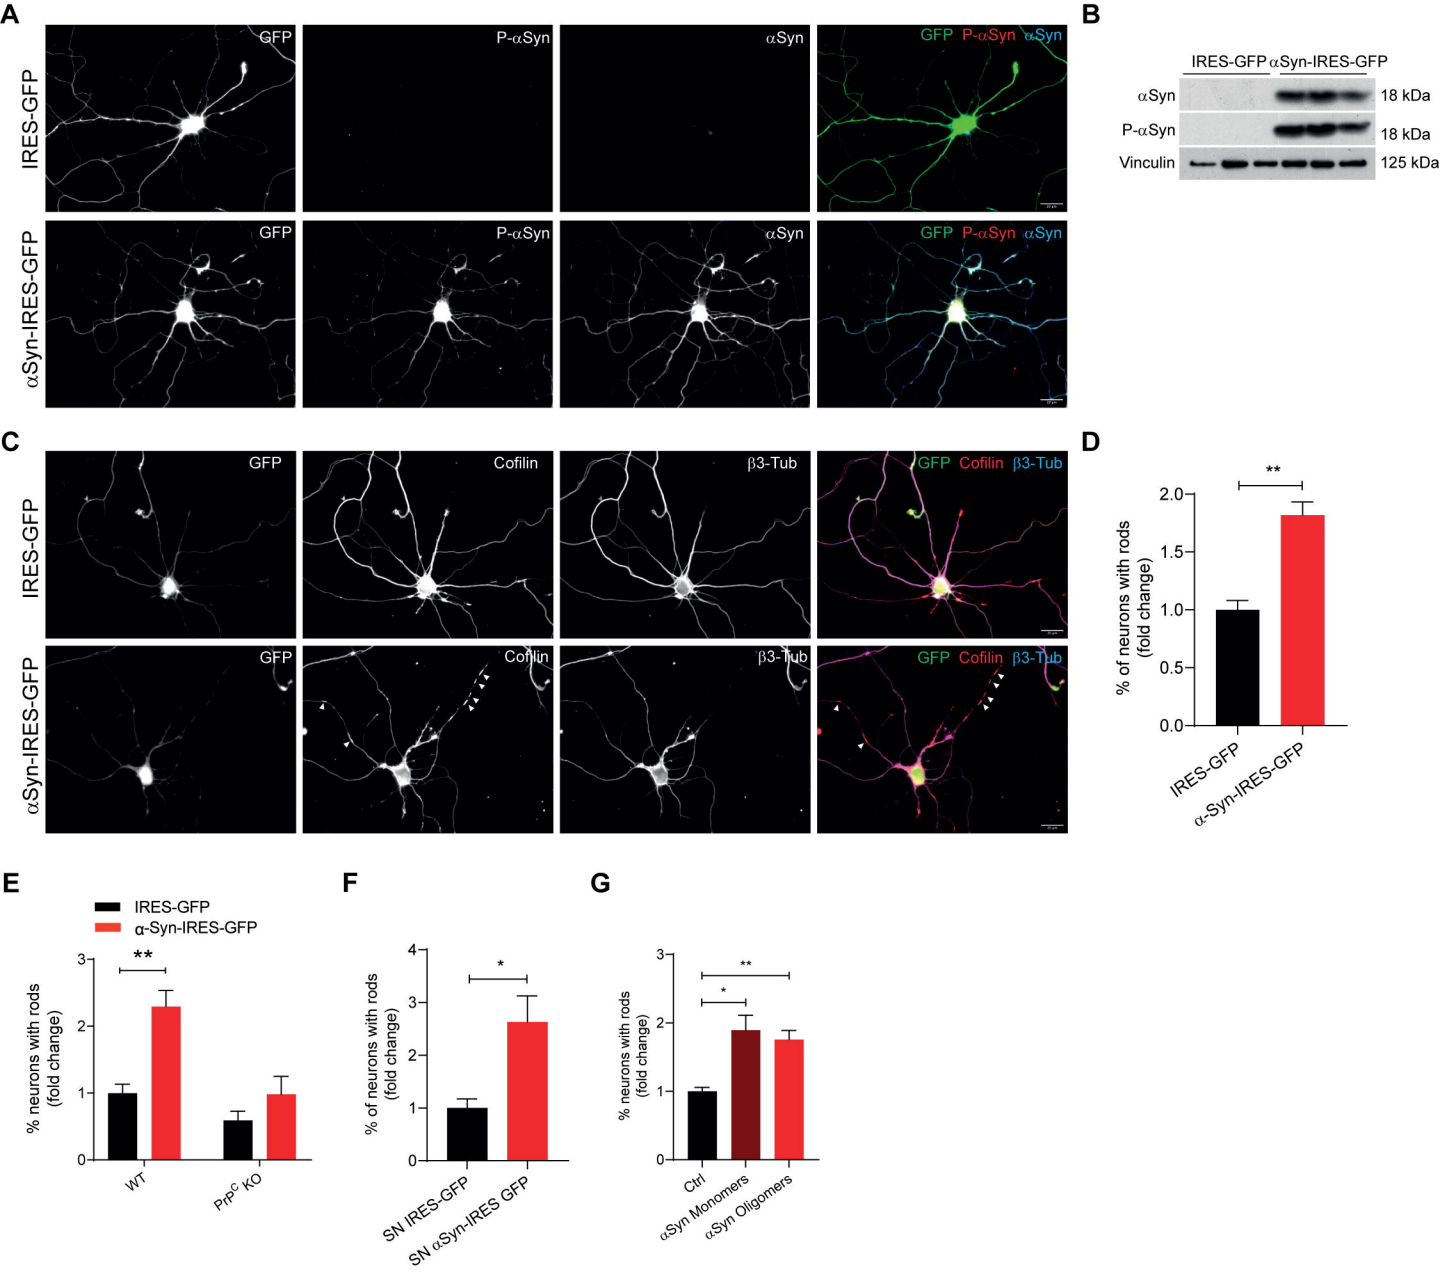 A
B
GFP
P-αSyn
αSyn
GFP P-αSyn αSyn
IRES-GFP
GFP
P-αSyn
αSyn
GFP P-αSyn αSyn
αSyn-IRES-GFP
IRES-GFP αSyn-IRES-GFP
αSyn
18 kDa
P-αSyn
18 kDa
Vinculin
125 kDa
C
D
GFP
Cofilin
β3-Tub
GFP Cofilin β3-Tub
IRES-GFP
GFP
Cofilin
β3-Tub
GFP Cofilin β3-Tub
αSyn-IRES-GFP
**
2.0
1.5
1.0
0.5
0.0
% of neurons with rods
(fold change)
IRES-GFP
α-Syn-IRES-GFP
E
F
G
IRES-GFP
α-Syn-IRES-GFP
**
3
2
1
0
% neurons with rods
(fold change)
WT
PrPᶜ KO
*
4
3
2
1
0
% of neurons with rods
(fold change)
SN IRES-GFP
SN αSyn-IRES GFP
**
*
3
2
1
0
% neurons with rods
(fold change)
Ctrl
αSyn Monomers
αSyn Oligomers